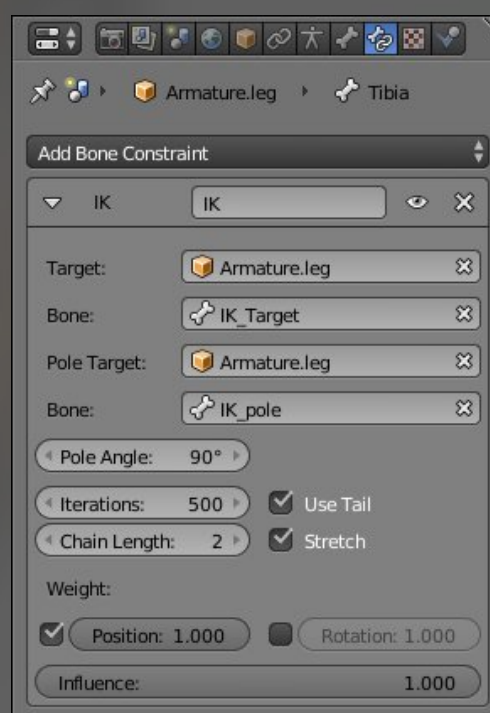 Armature.leg Tibia
Add Bone Constraint
IK IK
Target: Armature.leg
Bone: IK_Target
Pole Target: Armature.leg
Bone: IK_pole
Pole Angle: 90°
Iterations: 500 Use Tail
Chain Length: 2 Stretch
Weight:
Position: 1.000 Rotation: 1.000
Influence: 1.000